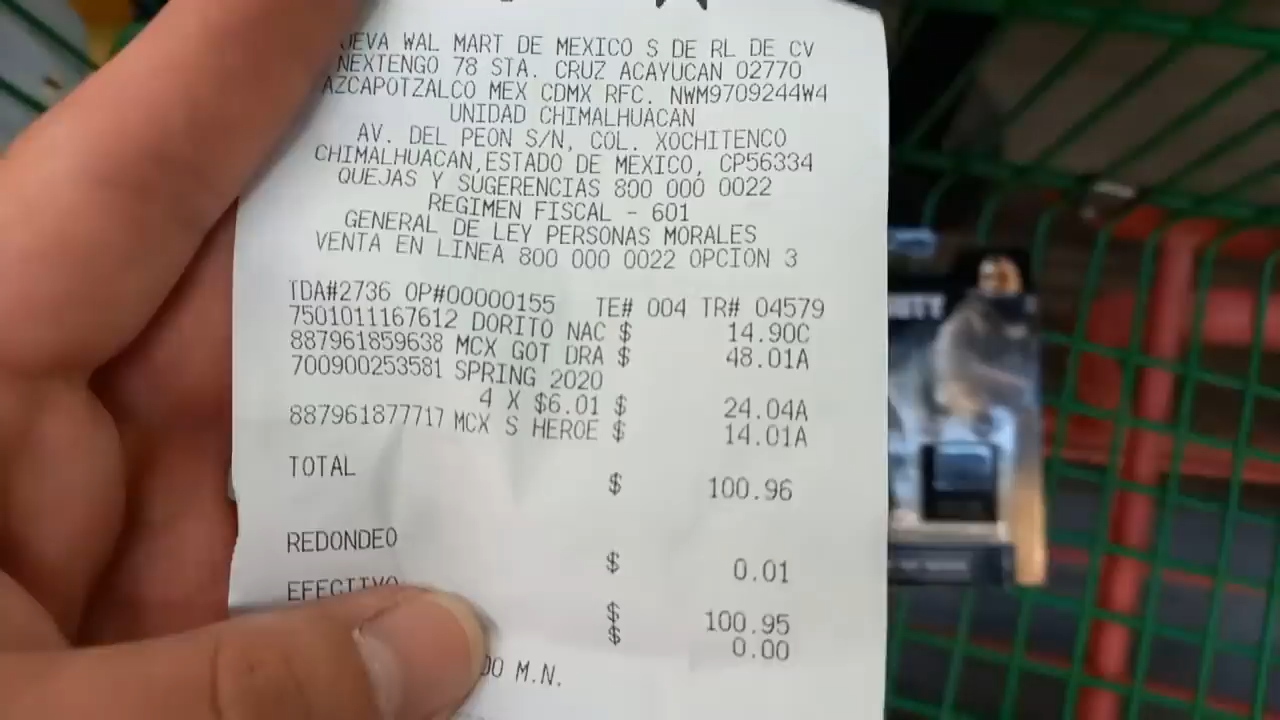 UEVA WAL MART DE MEXICO S DE RL DE CV
NEXTENGO 78 STA. CRUZ ACAYUCAN 02770
AZCAPOTZALCO MEX CDMX RFC. NWM9709244W4
UNIDAD CHIMALHUACAN
AV. DEL PEON S/N, COL. XOCHITENCO
CHIMALHUACAN,ESTADO DE MEXICO, CP56334
QUEJAS Y SUGERENCIAS 800 000 0022
REGIMEN FISCAL - 601
GENERAL DE LEY PERSONAS MORALES
VENTA EN LINEA 800 000 0022 OPCION 3
TDA#2736 OP#00000155 TE# 004 TR# 04579
7501011167612 DORITO NAC $ 14.90C
887961859638 MCX GOT DRA $ 48.01A
700900253581 SPRING 2020
4 X $6.01 $ 24.04A
887961877717 MCX S HEROE $ 14.01A
TOTAL $ 100.96
REDONDEO $ 0.01
EFECTIVO $ 100.95
$ 0.00
DO M.N.